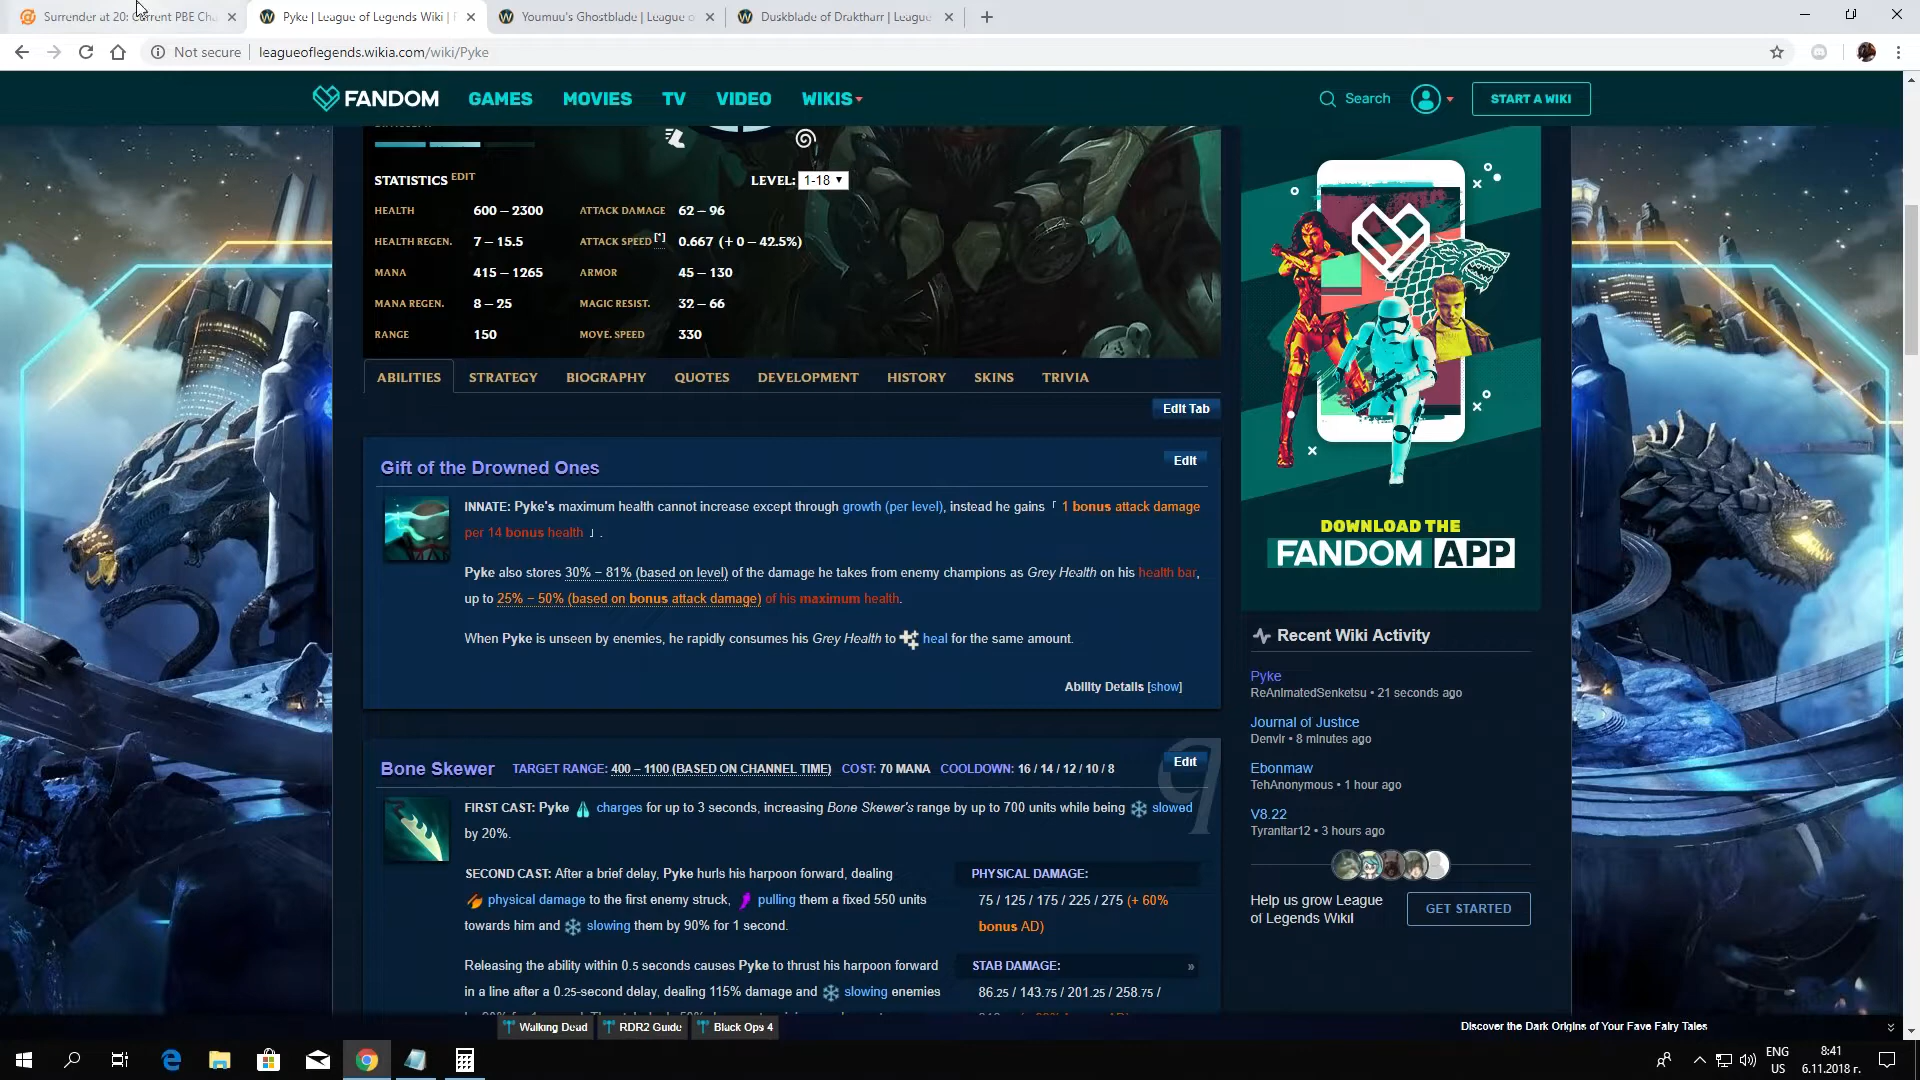 Surrender at 20: Current PBE Cha
Pyke | League of Legends Wiki | F
Youmuu's Ghostblade | League o
Duskblade of Draktharr | League
Not secure
leagueoflegends.wikia.com/wiki/Pyke
FANDOM
GAMES
MOVIES
TV
VIDEO
WIKIS
Search
START A WIKI
STATISTICS EDIT
LEVEL: 1-18
HEALTH 600 – 2300 ATTACK DAMAGE 62 – 96
HEALTH REGEN. 7 – 15.5 ATTACK SPEED [*] 0.667 (+ 0 – 42.5%)
MANA 415 – 1265 ARMOR 45 – 130
MANA REGEN. 8 – 25 MAGIC RESIST. 32 – 66
RANGE 150 MOVE. SPEED 330
ABILITIES STRATEGY BIOGRAPHY QUOTES DEVELOPMENT HISTORY SKINS TRIVIA
Edit Tab
Gift of the Drowned Ones
Edit
INNATE: Pyke's maximum health cannot increase except through growth (per level), instead he gains「 1 bonus attack damage
per 14 bonus health 」.
Pyke also stores 30% – 81% (based on level) of the damage he takes from enemy champions as Grey Health on his health bar,
up to 25% – 50% (based on bonus attack damage) of his maximum health.
When Pyke is unseen by enemies, he rapidly consumes his Grey Health to heal for the same amount.
Ability Details [show]
Bone Skewer TARGET RANGE: 400 – 1100 (BASED ON CHANNEL TIME) COST: 70 MANA COOLDOWN: 16 / 14 / 12 / 10 / 8
Edit
q
FIRST CAST: Pyke charges for up to 3 seconds, increasing Bone Skewer's range by up to 700 units while being slowed
by 20%.
SECOND CAST: After a brief delay, Pyke hurls his harpoon forward, dealing
physical damage to the first enemy struck, pulling them a fixed 550 units
towards him and slowing them by 90% for 1 second.
Releasing the ability within 0.5 seconds causes Pyke to thrust his harpoon forward
in a line after a 0.25-second delay, dealing 115% damage and slowing enemies
PHYSICAL DAMAGE:
75 / 125 / 175 / 225 / 275 (+ 60%
bonus AD)
STAB DAMAGE: »
86.25 / 143.75 / 201.25 / 258.75 /
DOWNLOAD THE
FANDOM APP
Recent Wiki Activity
Pyke
ReAnimatedSenketsu • 21 seconds ago
Journal of Justice
Denvir • 8 minutes ago
Ebonmaw
TehAnonymous • 1 hour ago
V8.22
Tyranitar12 • 3 hours ago
Help us grow League
of Legends Wiki!
GET STARTED
Walking Dead
RDR2 Guide
Black Ops 4
Discover the Dark Origins of Your Fave Fairy Tales
ENG
US
8:41
6.11.2018 г.